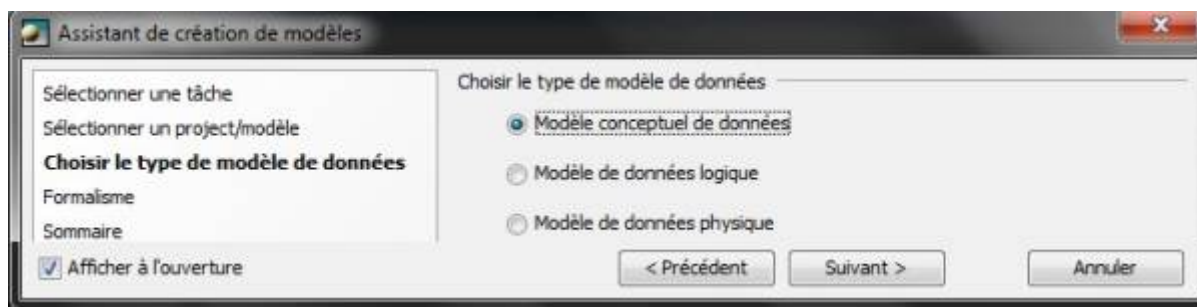 Assistant de création de modèles
Sélectionner une tâche
Sélectionner un project/modèle
Choisir le type de modèle de données
Formalisme
Sommaire
Afficher à l'ouverture
Choisir le type de modèle de données
Modèle conceptuel de données
Modèle de données logique
Modèle de données physique
< Précédent
Suivant >
Annuler